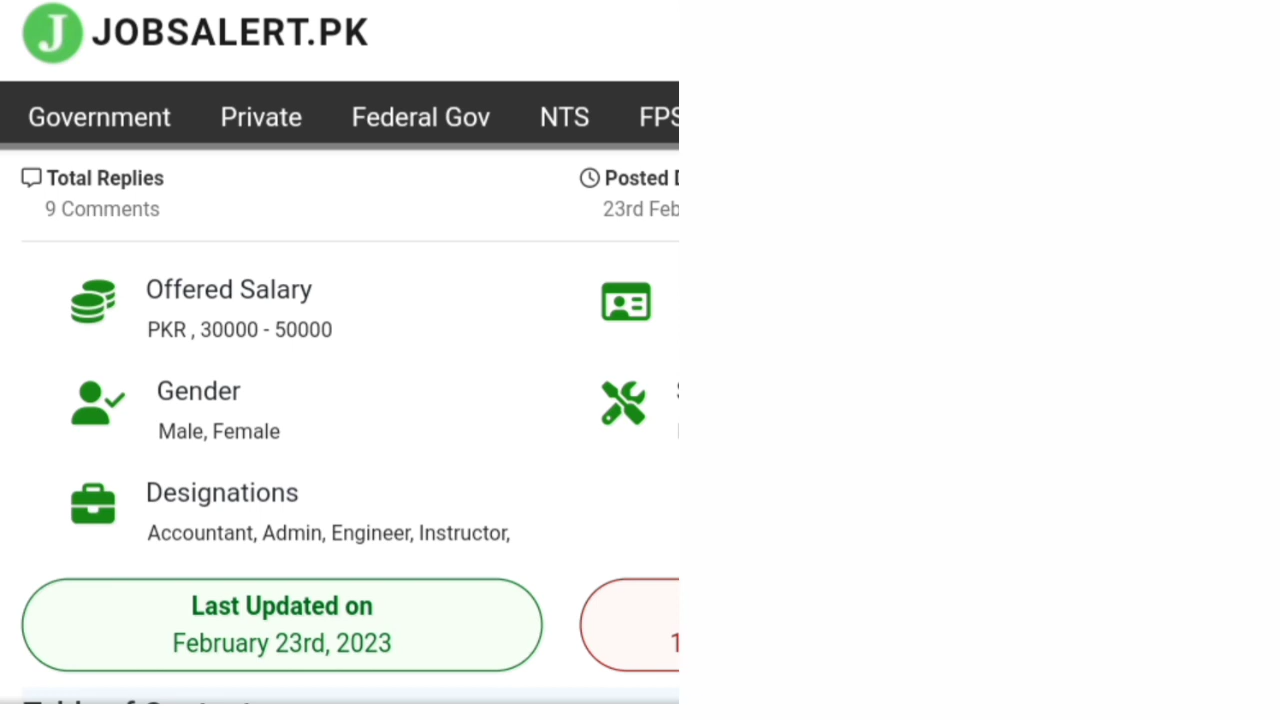 J JOBSALERT.PK
Government Private Federal Gov NTS
Total Replies Posted
9 Comments 23rd Feb
Offered Salary
PKR , 30000 - 50000
Gender
Male, Female
Designations
Accountant, Admin, Engineer, Instructor,
Last Updated on
February 23rd, 2023